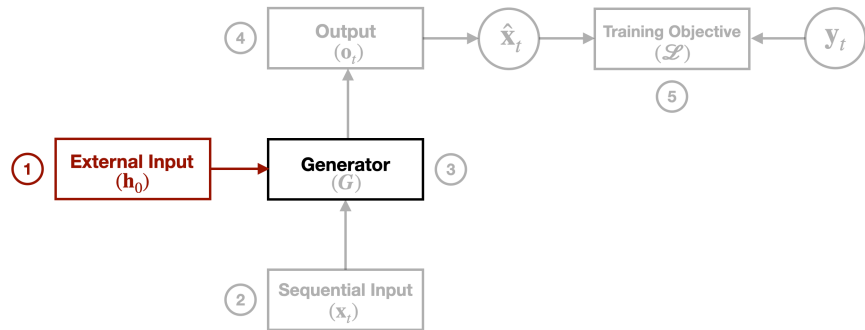 4
Output
(o_t)
x̂_t
Training Objective
(ℒ)
y_t
5
1
External Input
(h_0)
Generator
(G)
3
2
Sequential Input
(x_t)